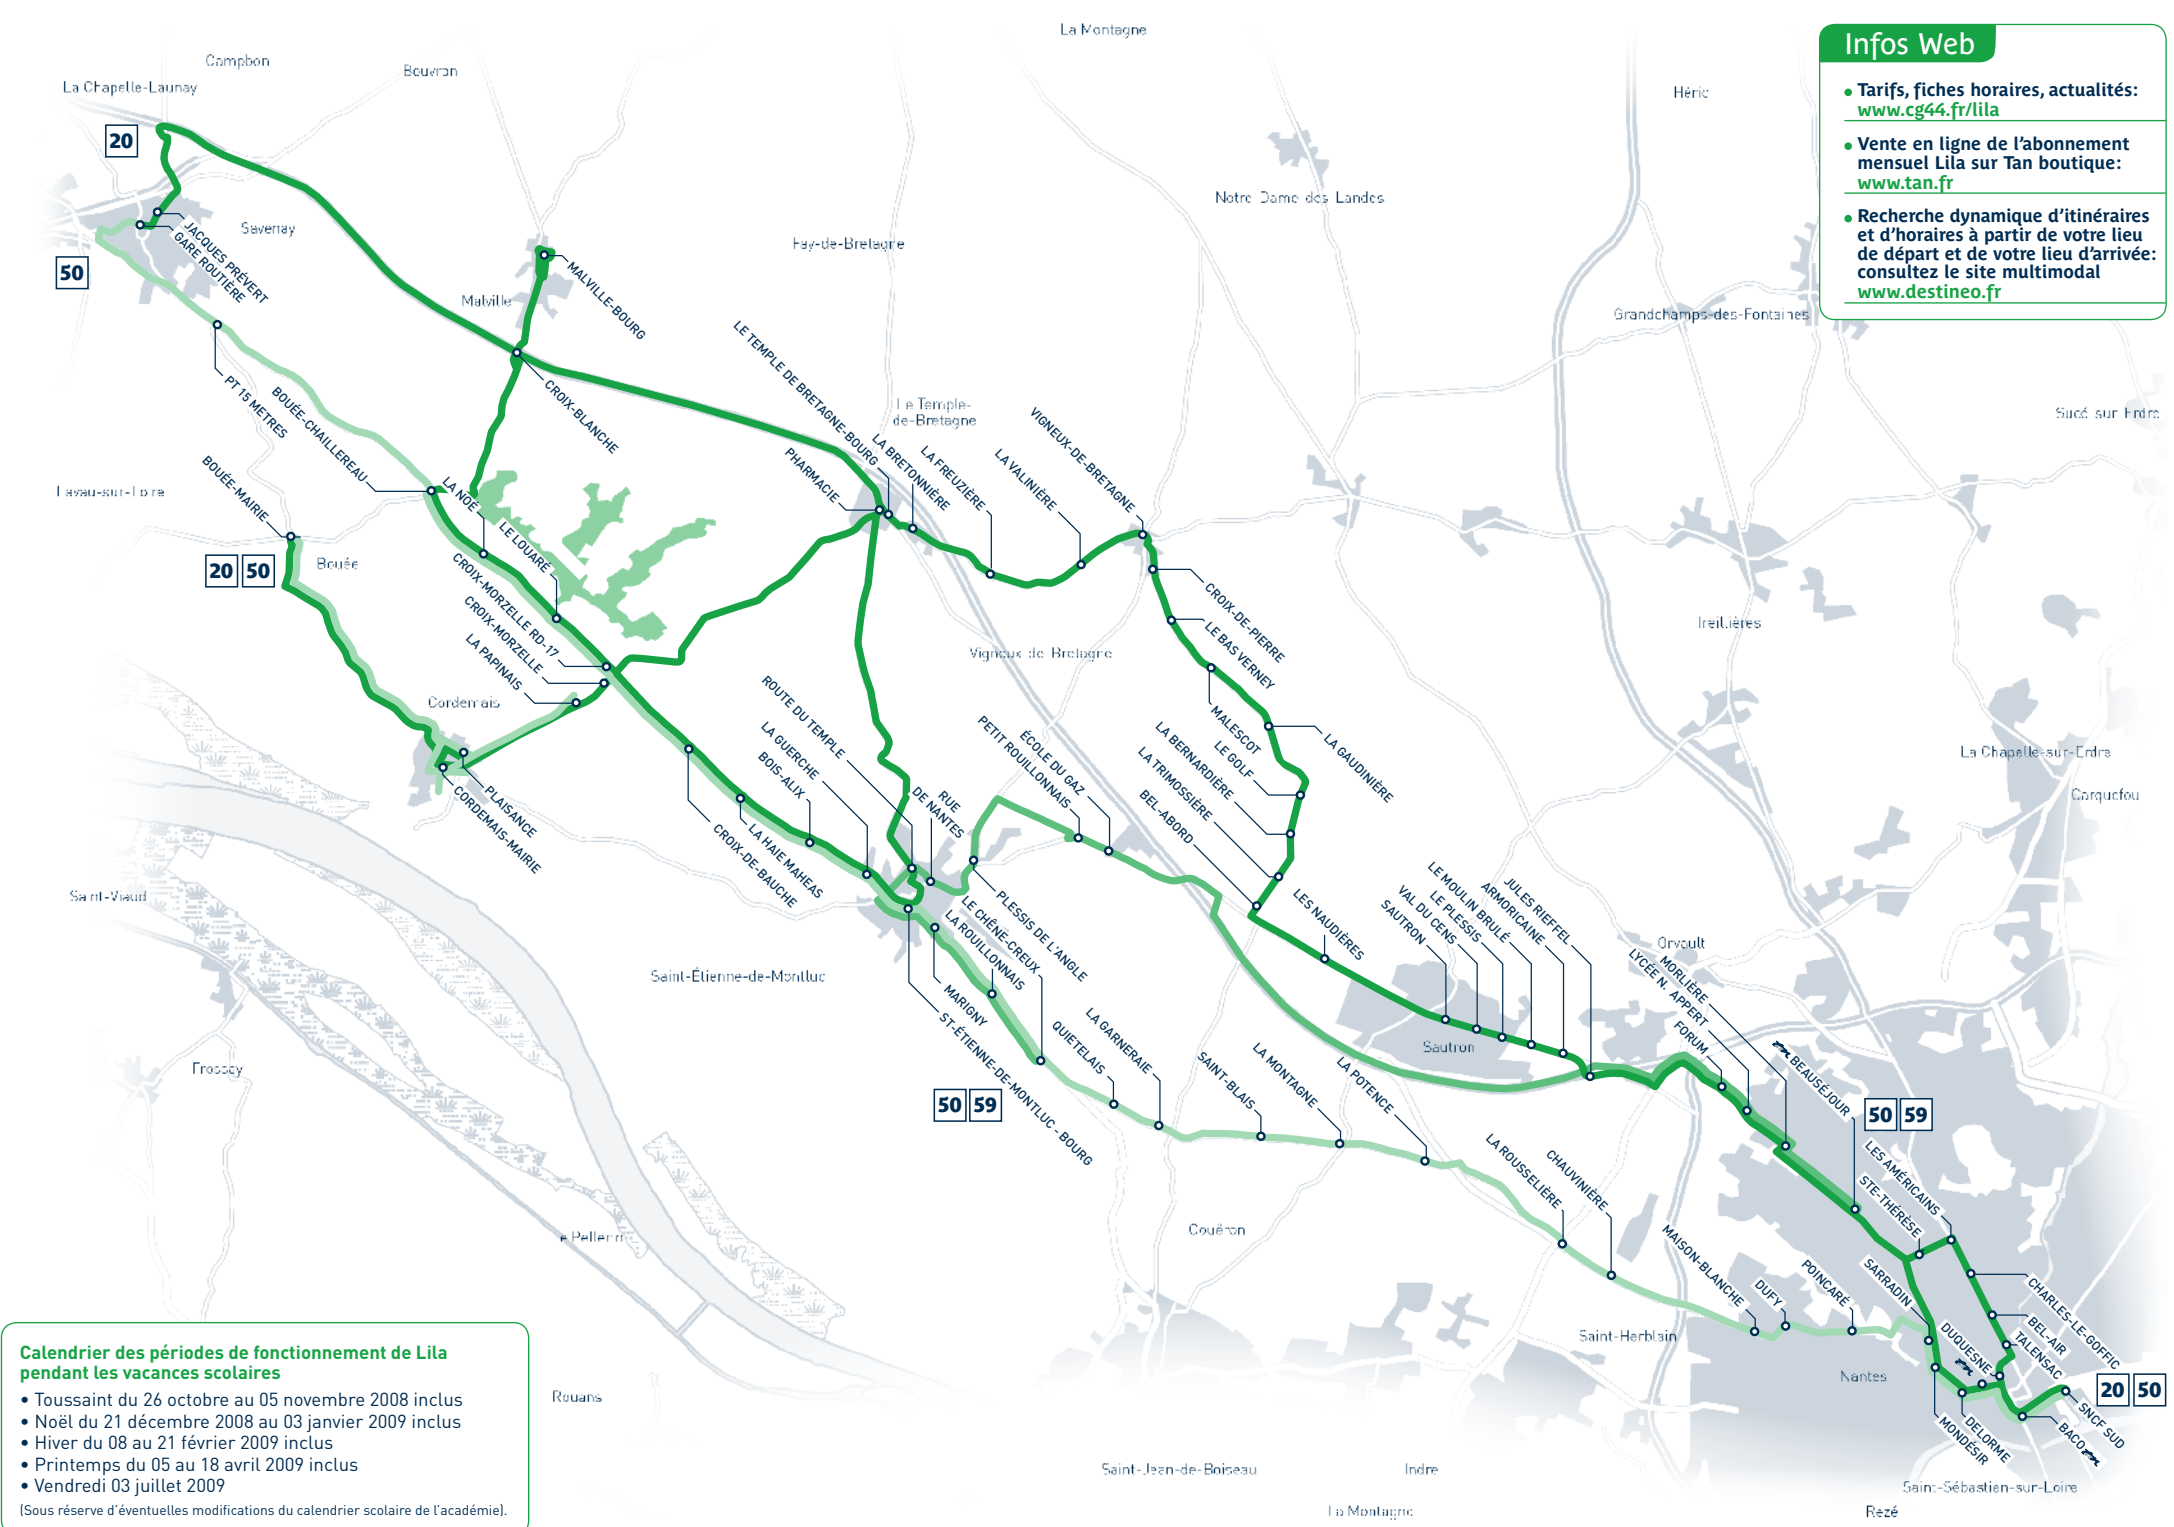 La Montagne
Campbon
Bouvron
La Chapelle-Launay
Héric
Infos Web
• Tarifs, fiches horaires, actualités:
www.cg44.fr/lila
• Vente en ligne de l'abonnement
mensuel Lila sur Tan boutique:
www.tan.fr
• Recherche dynamique d'itinéraires
et d'horaires à partir de votre lieu
de départ et de votre lieu d'arrivée:
consultez le site multimodal
www.destineo.fr
20
JACQUES PRÉVERT
GARE ROUTIÈRE
Savenay
50
Notre Dame des Landes
Fay-de-Bretagne
Malville
MALVILLE-BOURG
Grandchamps-des-Fontaines
PT 15 METRES
BOUÉE-CHAILLEREAU
CROIX-BLANCHE
LE TEMPLE DE BRETAGNE-BOURG
Le Temple-
de-Bretagne
PHARMACIE
LA BRETONNIÈRE
LA FREUZIÈRE
LA VALINIÈRE
VIGNEUX-DE-BRETAGNE
Sucé sur Erdre
Lavau-sur-Loire
BOUÉE-MAIRIE
LA NOË
LE LOUARÉ
20 50
Bouée
CROIX-MORZELLE RD-17
CROIX-MORZELLE
LA PAPINAIS
CROIX-DE-PIERRE
LE BAS VERNEY
Treillières
Vigneux de Bretagne
Cordemais
PLAISANCE
CORDEMAIS-MAIRIE
ROUTE DU TEMPLE
LA GUERCHE
BOIS-ALIX
RUE
DE NANTES
PETIT ROUILLONNAIS
ÉCOLE DU GAZ
MALESCOT
LA GAUDINIÈRE
LE GOLF
LA BERNARDIÈRE
LA TRIMOSSIÈRE
BEL-ABORD
La Chapelle-sur-Erdre
Carquefou
CROIX-DE-BAUCHE
LA HAIE MAHEAS
Saint-Viaud
PLESSIS DE L'ANGLE
LE CHÊNE-CREUX
LA ROUILLONNAIS
MARIGNY
ST-ÉTIENNE-DE-MONTLUC - BOURG
Saint-Étienne-de-Montluc
LES NAUDIÈRES
SAUTRON
VAL DU CENS
LE PLESSIS
LE MOULIN BRULÉ
ARMORICAINE
JULES RIEFFEL
Orvault
MORLIÈRE
LYCÉE N. APPERT
FORUM
Sautron
BEAUSÉJOUR
Frossay
50 59
QUIETELAIS
LA GARNERAIE
SAINT-BLAIS
LA MONTAGNE
LA POTENCE
50 59
LES AMÉRICAINS
STE-THÉRÈSE
LA ROUSSELIÈRE
CHAUVINIÈRE
Couëron
Le Pellerin
MAISON-BLANCHE
DUFY
POINCARÉ
SARRADIN
CHARLES-LE-GOFFIC
BEL-AIR
TALENSAC
DUQUESNE
Saint-Herblain
Nantes
20 50
SNCF SUD
BACO
DELORME
MONDÉSIR
Calendrier des périodes de fonctionnement de Lila
pendant les vacances scolaires
• Toussaint du 26 octobre au 05 novembre 2008 inclus
• Noël du 21 décembre 2008 au 03 janvier 2009 inclus
• Hiver du 08 au 21 février 2009 inclus
• Printemps du 05 au 18 avril 2009 inclus
• Vendredi 03 juillet 2009
(Sous réserve d'éventuelles modifications du calendrier scolaire de l'académie).
Rouans
Saint-Jean-de-Boiseau
Indre
La Montagne
Saint-Sébastien-sur-Loire
Rezé